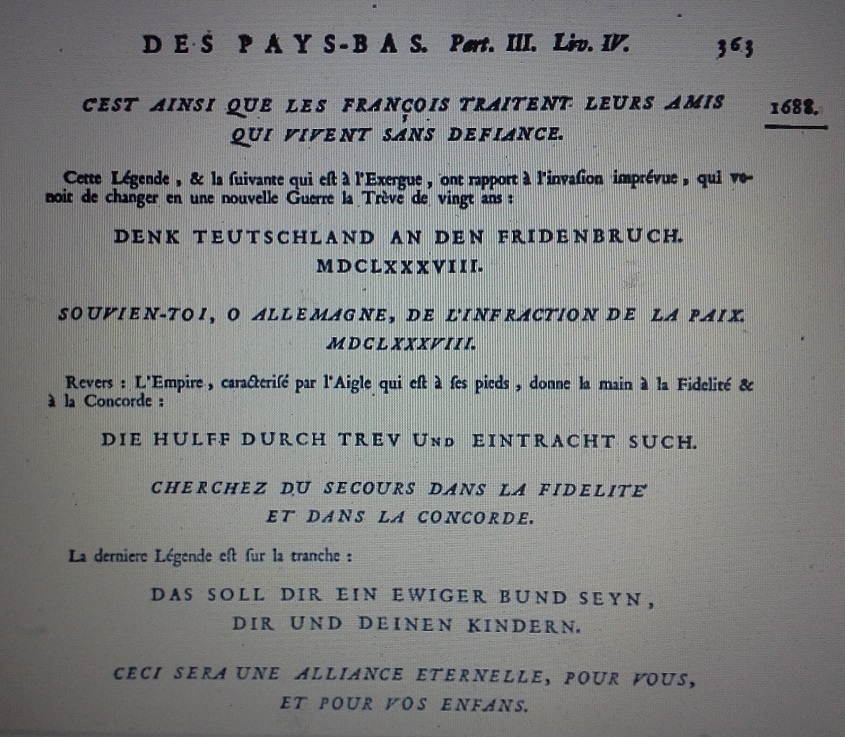 DES PAYS-BAS. Part. III. Liv. IV. 363
C'EST AINSI QUE LES FRANÇOIS TRAITENT LEURS AMIS
1688.
QUI VIVENT SANS DEFIANCE.
Cette Légende, & la ſuivante qui eſt à l'Exergue, ont rapport à l'invaſion imprévue, qui ve-
noit de changer en une nouvelle Guerre la Trève de vingt ans:
DENK TEUTSCHLAND AN DEN FRIDENBRUCH.
MDCLXXXVIII.
SOUVIEN-TOI, O ALLEMAGNE, DE L'INFRACTION DE LA PAIX.
MDCLXXXVIII.
Revers: L'Empire, caracteriſé par l'Aigle qui eſt à ſes pieds, donne la main à la Fidelité &
à la Concorde:
DIE HULFF DURCH TREV UND EINTRACHT SUCH.
CHERCHEZ DU SECOURS DANS LA FIDELITE
ET DANS LA CONCORDE.
La derniere Légende eſt ſur la tranche:
DAS SOLL DIR EIN EWIGER BUND SEYN,
DIR UND DEINEN KINDERN.
CECI SERA UNE ALLIANCE ETERNELLE, POUR VOUS,
ET POUR VOS ENFANS.